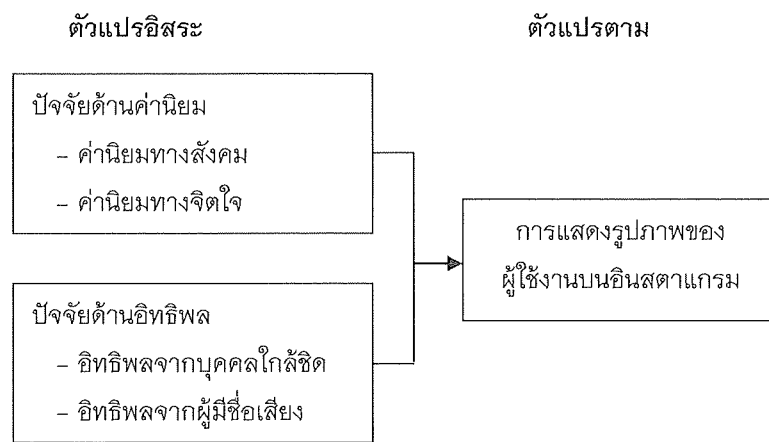 ตัวแปรอิสระ
ตัวแปรตาม
ปัจจัยด้านค่านิยม
– ค่านิยมทางสังคม
– ค่านิยมทางจิตใจ
การแสดงรูปภาพของ
ผู้ใช้งานบนอินสตาแกรม
ปัจจัยด้านอิทธิพล
– อิทธิพลจากบุคคลใกล้ชิด
– อิทธิพลจากผู้มีชื่อเสียง